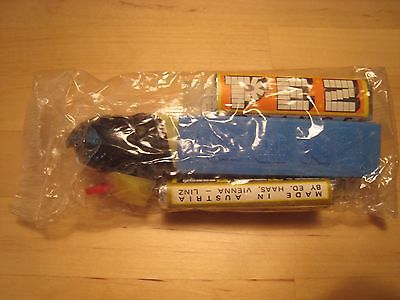 PEZ
MADE IN AUSTRIA
BY ED. HAAS, VIENNA – LINZ